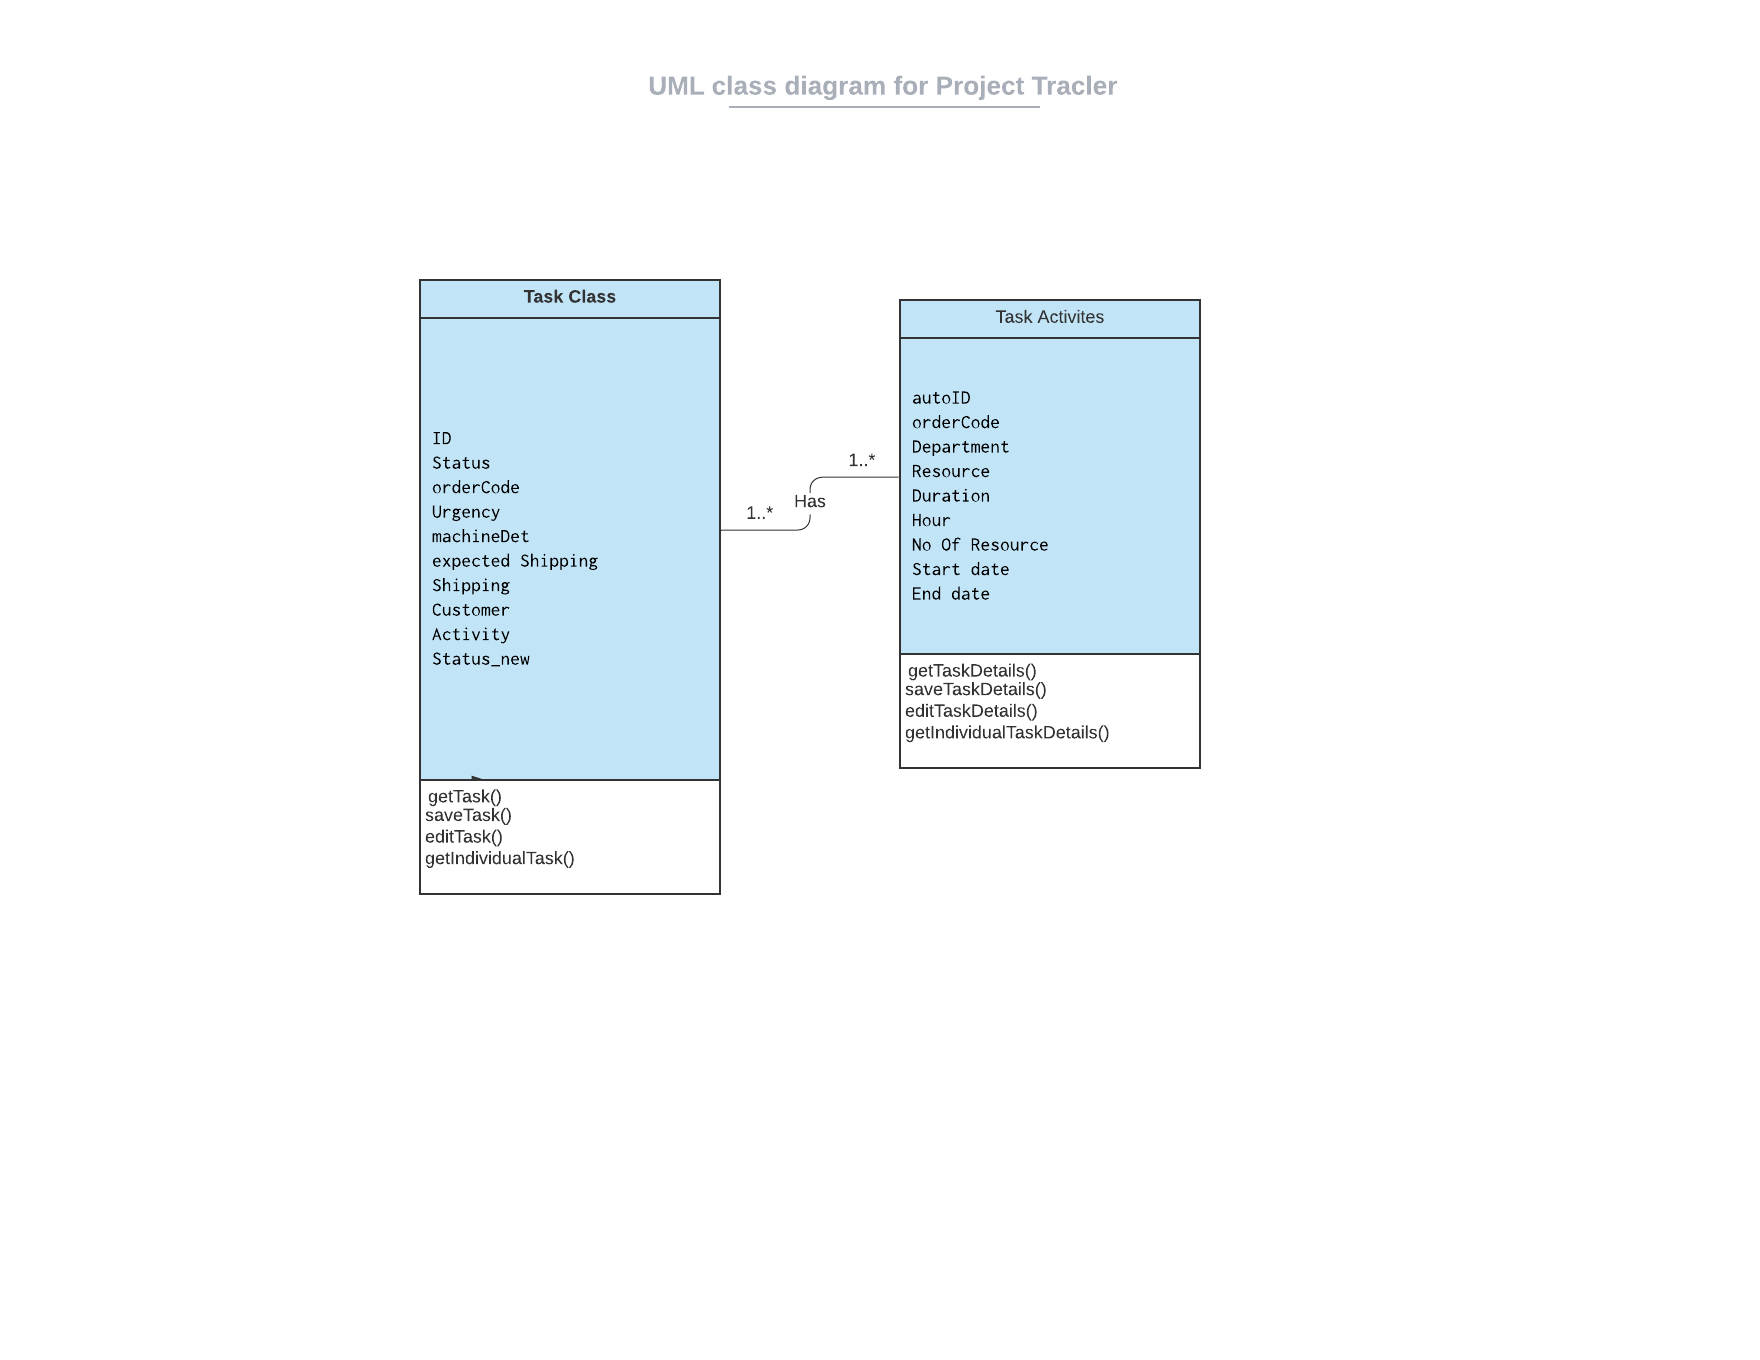 UML class diagram for Project Tracler
Task Class
ID
Status
orderCode
Urgency
machineDet
expected Shipping
Shipping
Customer
Activity
Status_new
getTask()
saveTask()
editTask()
getIndividualTask()
1..*
Has
1..*
Task Activites
autoID
orderCode
Department
Resource
Duration
Hour
No Of Resource
Start date
End date
getTaskDetails()
saveTaskDetails()
editTaskDetails()
getIndividualTaskDetails()